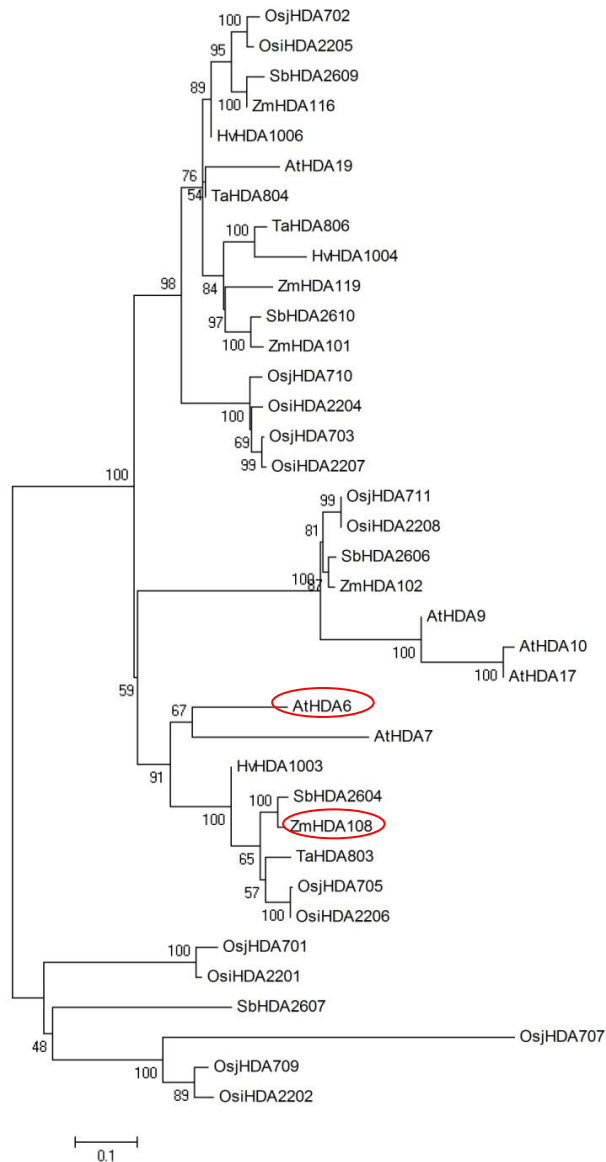 100
OsjHDA702
95
OsiHDA2205
89
SbHDA2609
100
ZmHDA116
HvHDA1006
76
AtHDA19
54
TaHDA804
100
TaHDA806
HvHDA1004
98
84
ZmHDA119
97
SbHDA2610
100
ZmHDA101
OsjHDA710
100
OsiHDA2204
69
OsjHDA703
99
OsiHDA2207
100
99
OsjHDA711
81
OsiHDA2208
SbHDA2606
100
87
ZmHDA102
AtHDA9
100
AtHDA10
100
AtHDA17
59
67
AtHDA6
AtHDA7
91
HvHDA1003
100
100
SbHDA2604
ZmHDA108
65
TaHDA803
57
OsjHDA705
100
OsiHDA2206
100
OsjHDA701
OsiHDA2201
SbHDA2607
48
OsjHDA707
100
OsjHDA709
89
OsiHDA2202
0.1